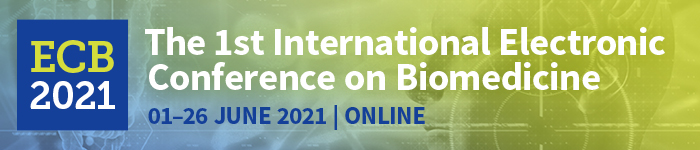 ECB
2021
The 1st International Electronic
Conference on Biomedicine
01–26 JUNE 2021 | ONLINE